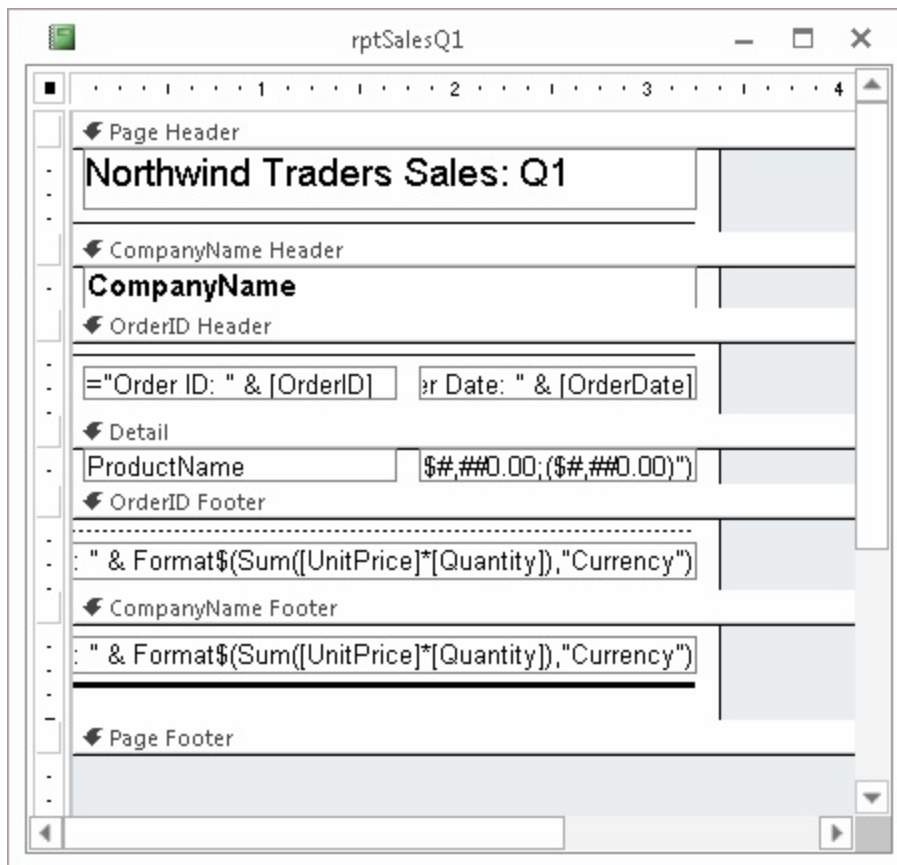 rptSalesQ1
1 2 3 4
Page Header
Northwind Traders Sales: Q1
CompanyName Header
CompanyName
OrderID Header
="Order ID: " & [OrderID] er Date: " & [OrderDate]
Detail
ProductName $#,##0.00;($#,##0.00)")
OrderID Footer
: " & Format$(Sum([UnitPrice]*[Quantity]),"Currency")
CompanyName Footer
: " & Format$(Sum([UnitPrice]*[Quantity]),"Currency")
Page Footer